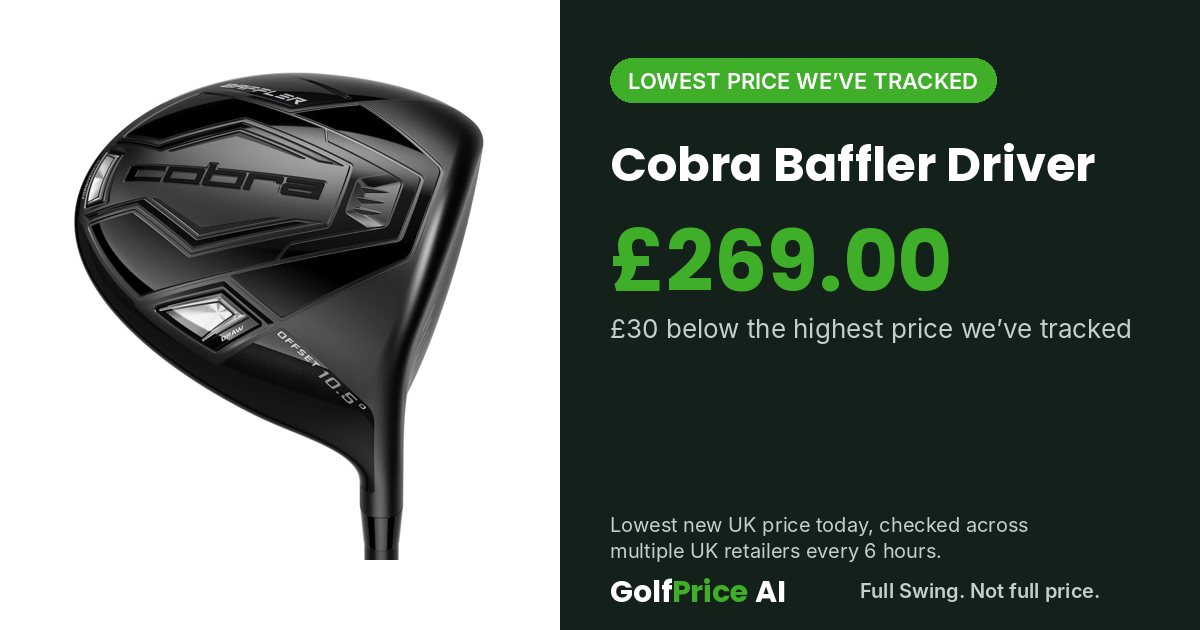 BAFFLER
cobra
DRAW
OFFSET 10.5°
LOWEST PRICE WE’VE TRACKED
Cobra Baffler Driver
£269.00
£30 below the highest price we’ve tracked
Lowest new UK price today, checked across
multiple UK retailers every 6 hours.
GolfPrice AI
Full Swing. Not full price.